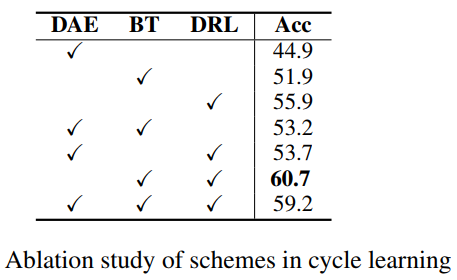 DAE BT DRL Acc
✓ 44.9
✓ 51.9
✓ 55.9
✓ ✓ 53.2
✓ ✓ 53.7
✓ ✓ 60.7
✓ ✓ ✓ 59.2
Ablation study of schemes in cycle learning